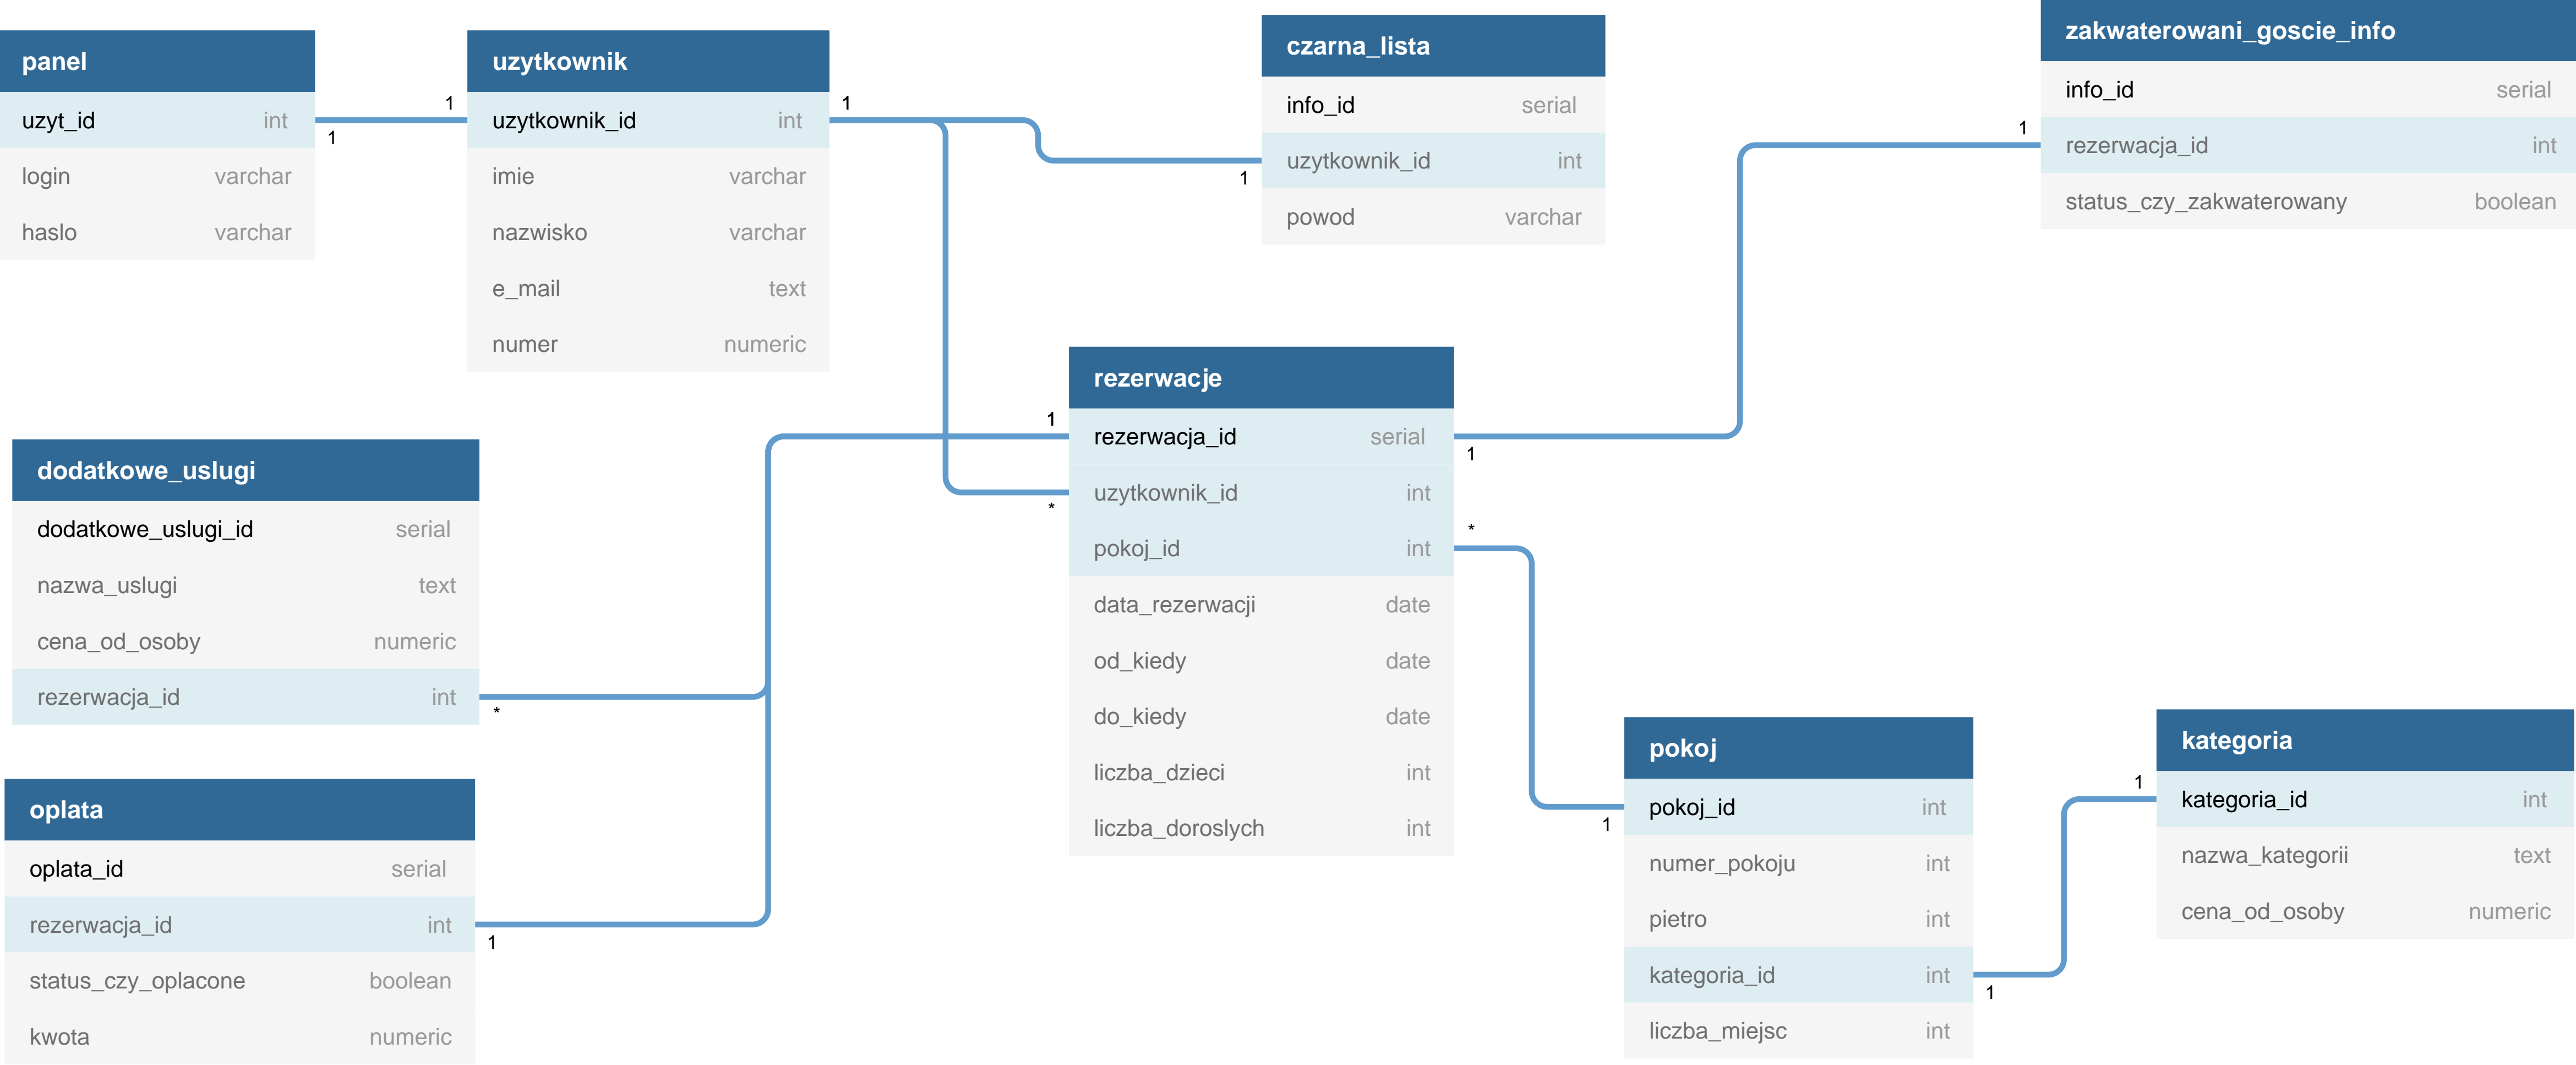 panel
uzyt_id int
login varchar
haslo varchar
1
1
uzytkownik
uzytkownik_id int
imie varchar
nazwisko varchar
e_mail text
numer numeric
1
1
czarna_lista
info_id serial
uzytkownik_id int
powod varchar
zakwaterowani_goscie_info
info_id serial
rezerwacja_id int
status_czy_zakwaterowany boolean
1
rezerwacje
rezerwacja_id serial
uzytkownik_id int
pokoj_id int
data_rezerwacji date
od_kiedy date
do_kiedy date
liczba_dzieci int
liczba_doroslych int
1
*
1
*
dodatkowe_uslugi
dodatkowe_uslugi_id serial
nazwa_uslugi text
cena_od_osoby numeric
rezerwacja_id int
*
oplata
oplata_id serial
rezerwacja_id int
status_czy_oplacone boolean
kwota numeric
1
pokoj
pokoj_id int
numer_pokoju int
pietro int
kategoria_id int
liczba_miejsc int
1
1
kategoria
kategoria_id int
nazwa_kategorii text
cena_od_osoby numeric
1